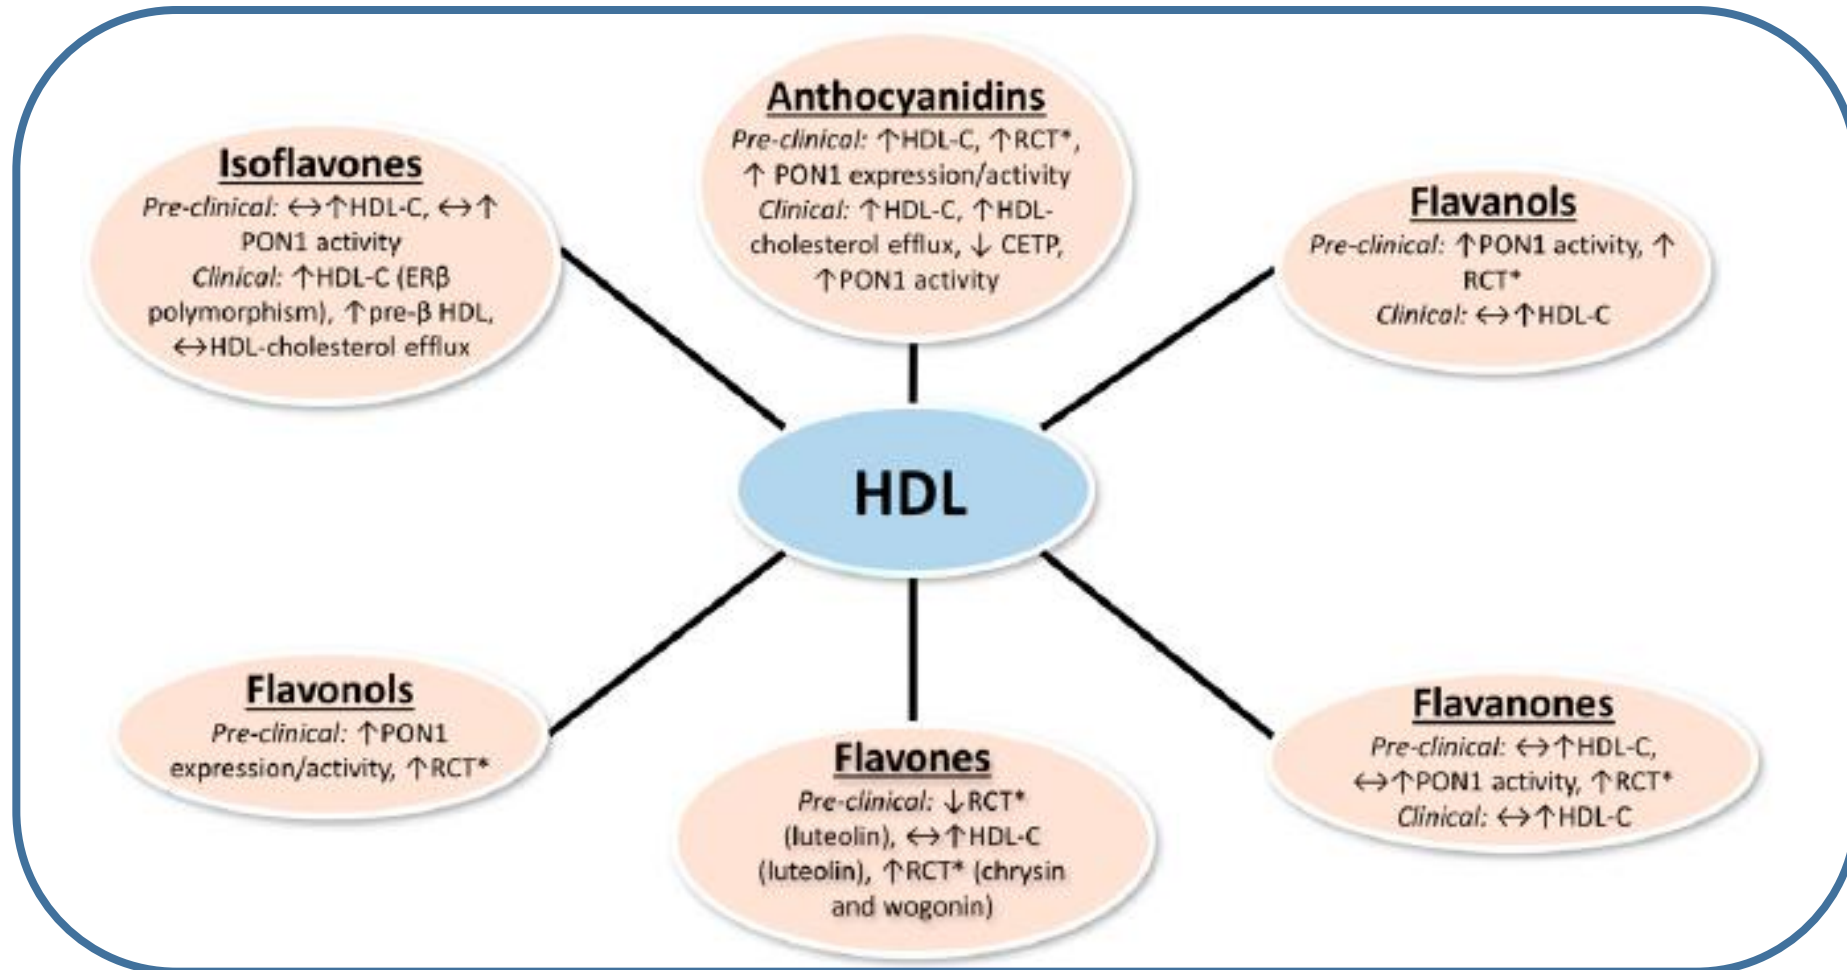 Isoflavones
Pre-clinical: ↔↑HDL-C, ↔↑
PON1 activity
Clinical: ↑HDL-C (ERβ
polymorphism), ↑pre-β HDL,
↔HDL-cholesterol efflux
Anthocyanidins
Pre-clinical: ↑HDL-C, ↑RCT*,
↑ PON1 expression/activity
Clinical: ↑HDL-C, ↑HDL-
cholesterol efflux, ↓ CETP,
↑PON1 activity
Flavanols
Pre-clinical: ↑PON1 activity, ↑
RCT*
Clinical: ↔↑HDL-C
HDL
Flavonols
Pre-clinical: ↑PON1
expression/activity, ↑RCT*
Flavones
Pre-clinical: ↓RCT*
(luteolin), ↔↑HDL-C
(luteolin), ↑RCT* (chrysin
and wogonin)
Flavanones
Pre-clinical: ↔↑HDL-C,
↔↑PON1 activity, ↑RCT*
Clinical: ↔↑HDL-C